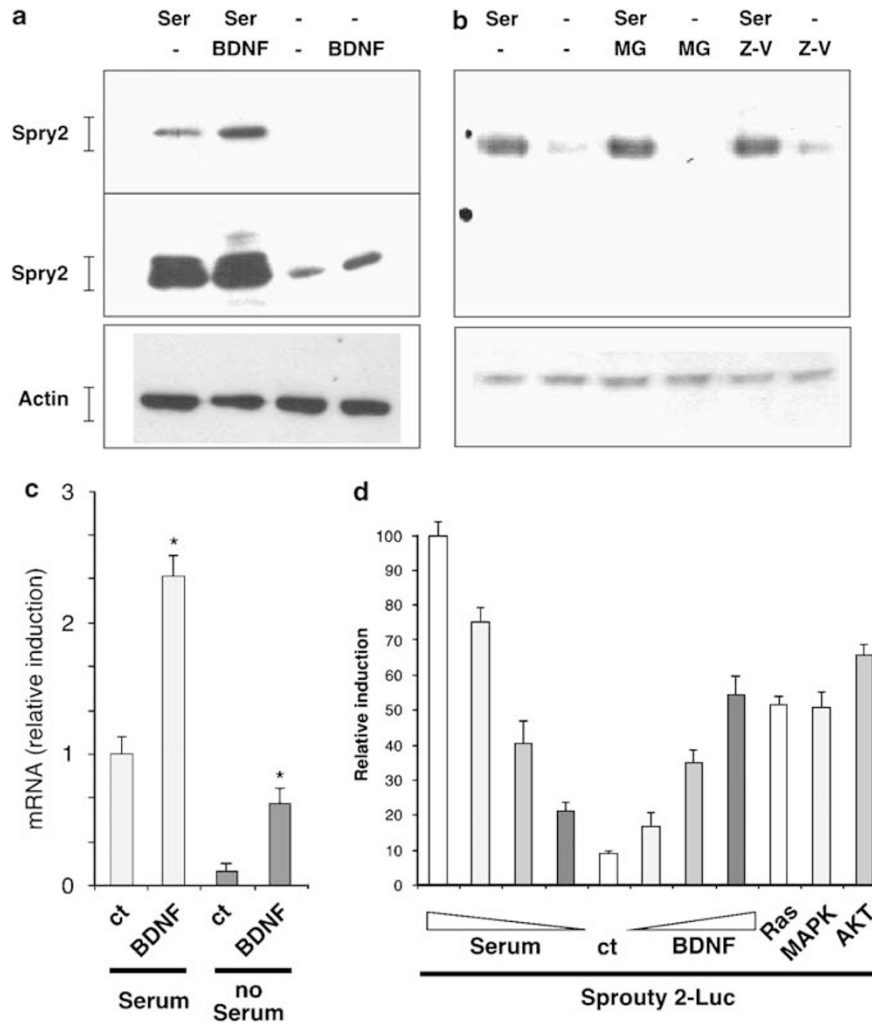 a
Ser Ser - -
- BDNF - BDNF
Spry2
Spry2
Actin
b
Ser - Ser - Ser -
- - MG MG Z-V Z-V
c
mRNA (relative induction)
3
2
1
0
* *
ct BDNF ct BDNF
Serum no Serum
d
Relative induction
100
90
80
70
60
50
40
30
20
10
0
Serum ct BDNF Ras MAPK AKT
Sprouty 2-Luc